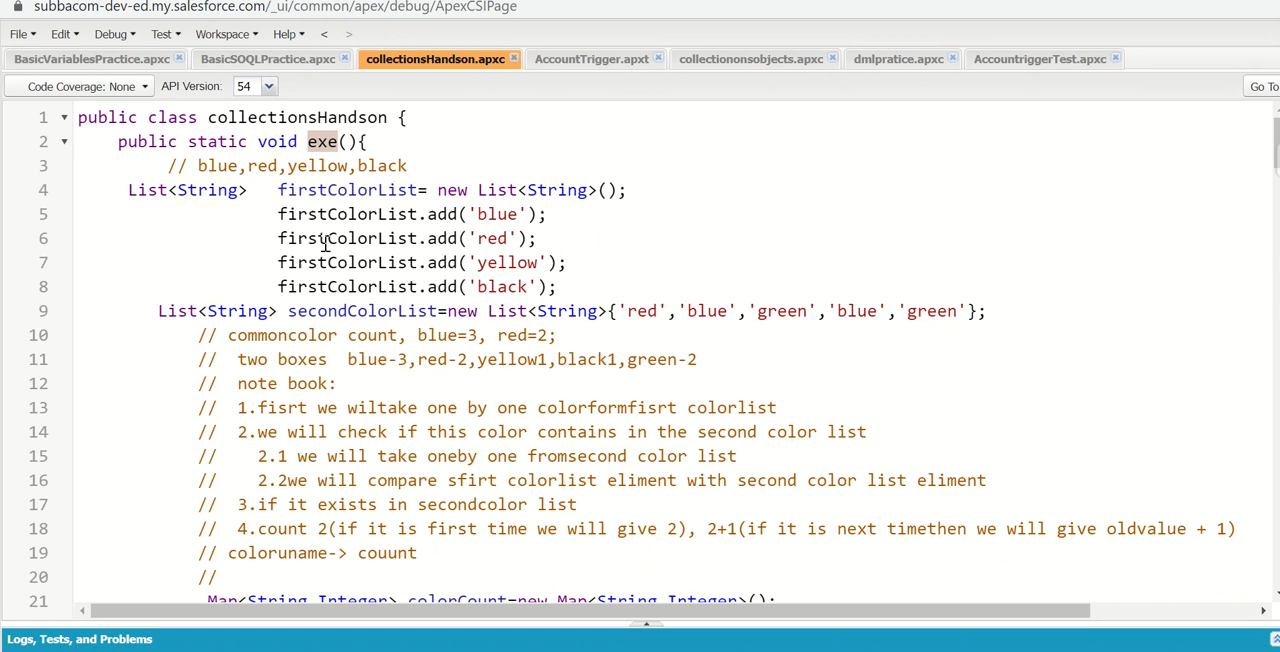 subbacom-dev-ed.my.salesforce.com/_ui/common/apex/debug/ApexCSIPage
File Edit Debug Test Workspace Help < >
BasicVariablesPractice.apxc BasicSOQLPractice.apxc collectionsHandson.apxc AccountTrigger.apxt collectiononsobjects.apxc dmlpratice.apxc AccountriggerTest.apxc
Code Coverage: None API Version: 54 Go To
1 public class collectionsHandson {
2 public static void exe(){
3 // blue,red,yellow,black
4 List<String> firstColorList= new List<String>();
5 firstColorList.add('blue');
6 firstColorList.add('red');
7 firstColorList.add('yellow');
8 firstColorList.add('black');
9 List<String> secondColorList=new List<String>{'red','blue','green','blue','green'};
10 // commoncolor count, blue=3, red=2;
11 // two boxes blue-3,red-2,yellow1,black1,green-2
12 // note book:
13 // 1.fisrt we wiltake one by one colorformfisrt colorlist
14 // 2.we will check if this color contains in the second color list
15 // 2.1 we will take oneby one fromsecond color list
16 // 2.2we will compare sfirt colorlist eliment with second color list eliment
17 // 3.if it exists in secondcolor list
18 // 4.count 2(if it is first time we will give 2), 2+1(if it is next timethen we will give oldvalue + 1)
19 // coloruname-> couunt
20 //
21 Map<String,Integer> colorCount=new Map<String,Integer>();
Logs, Tests, and Problems